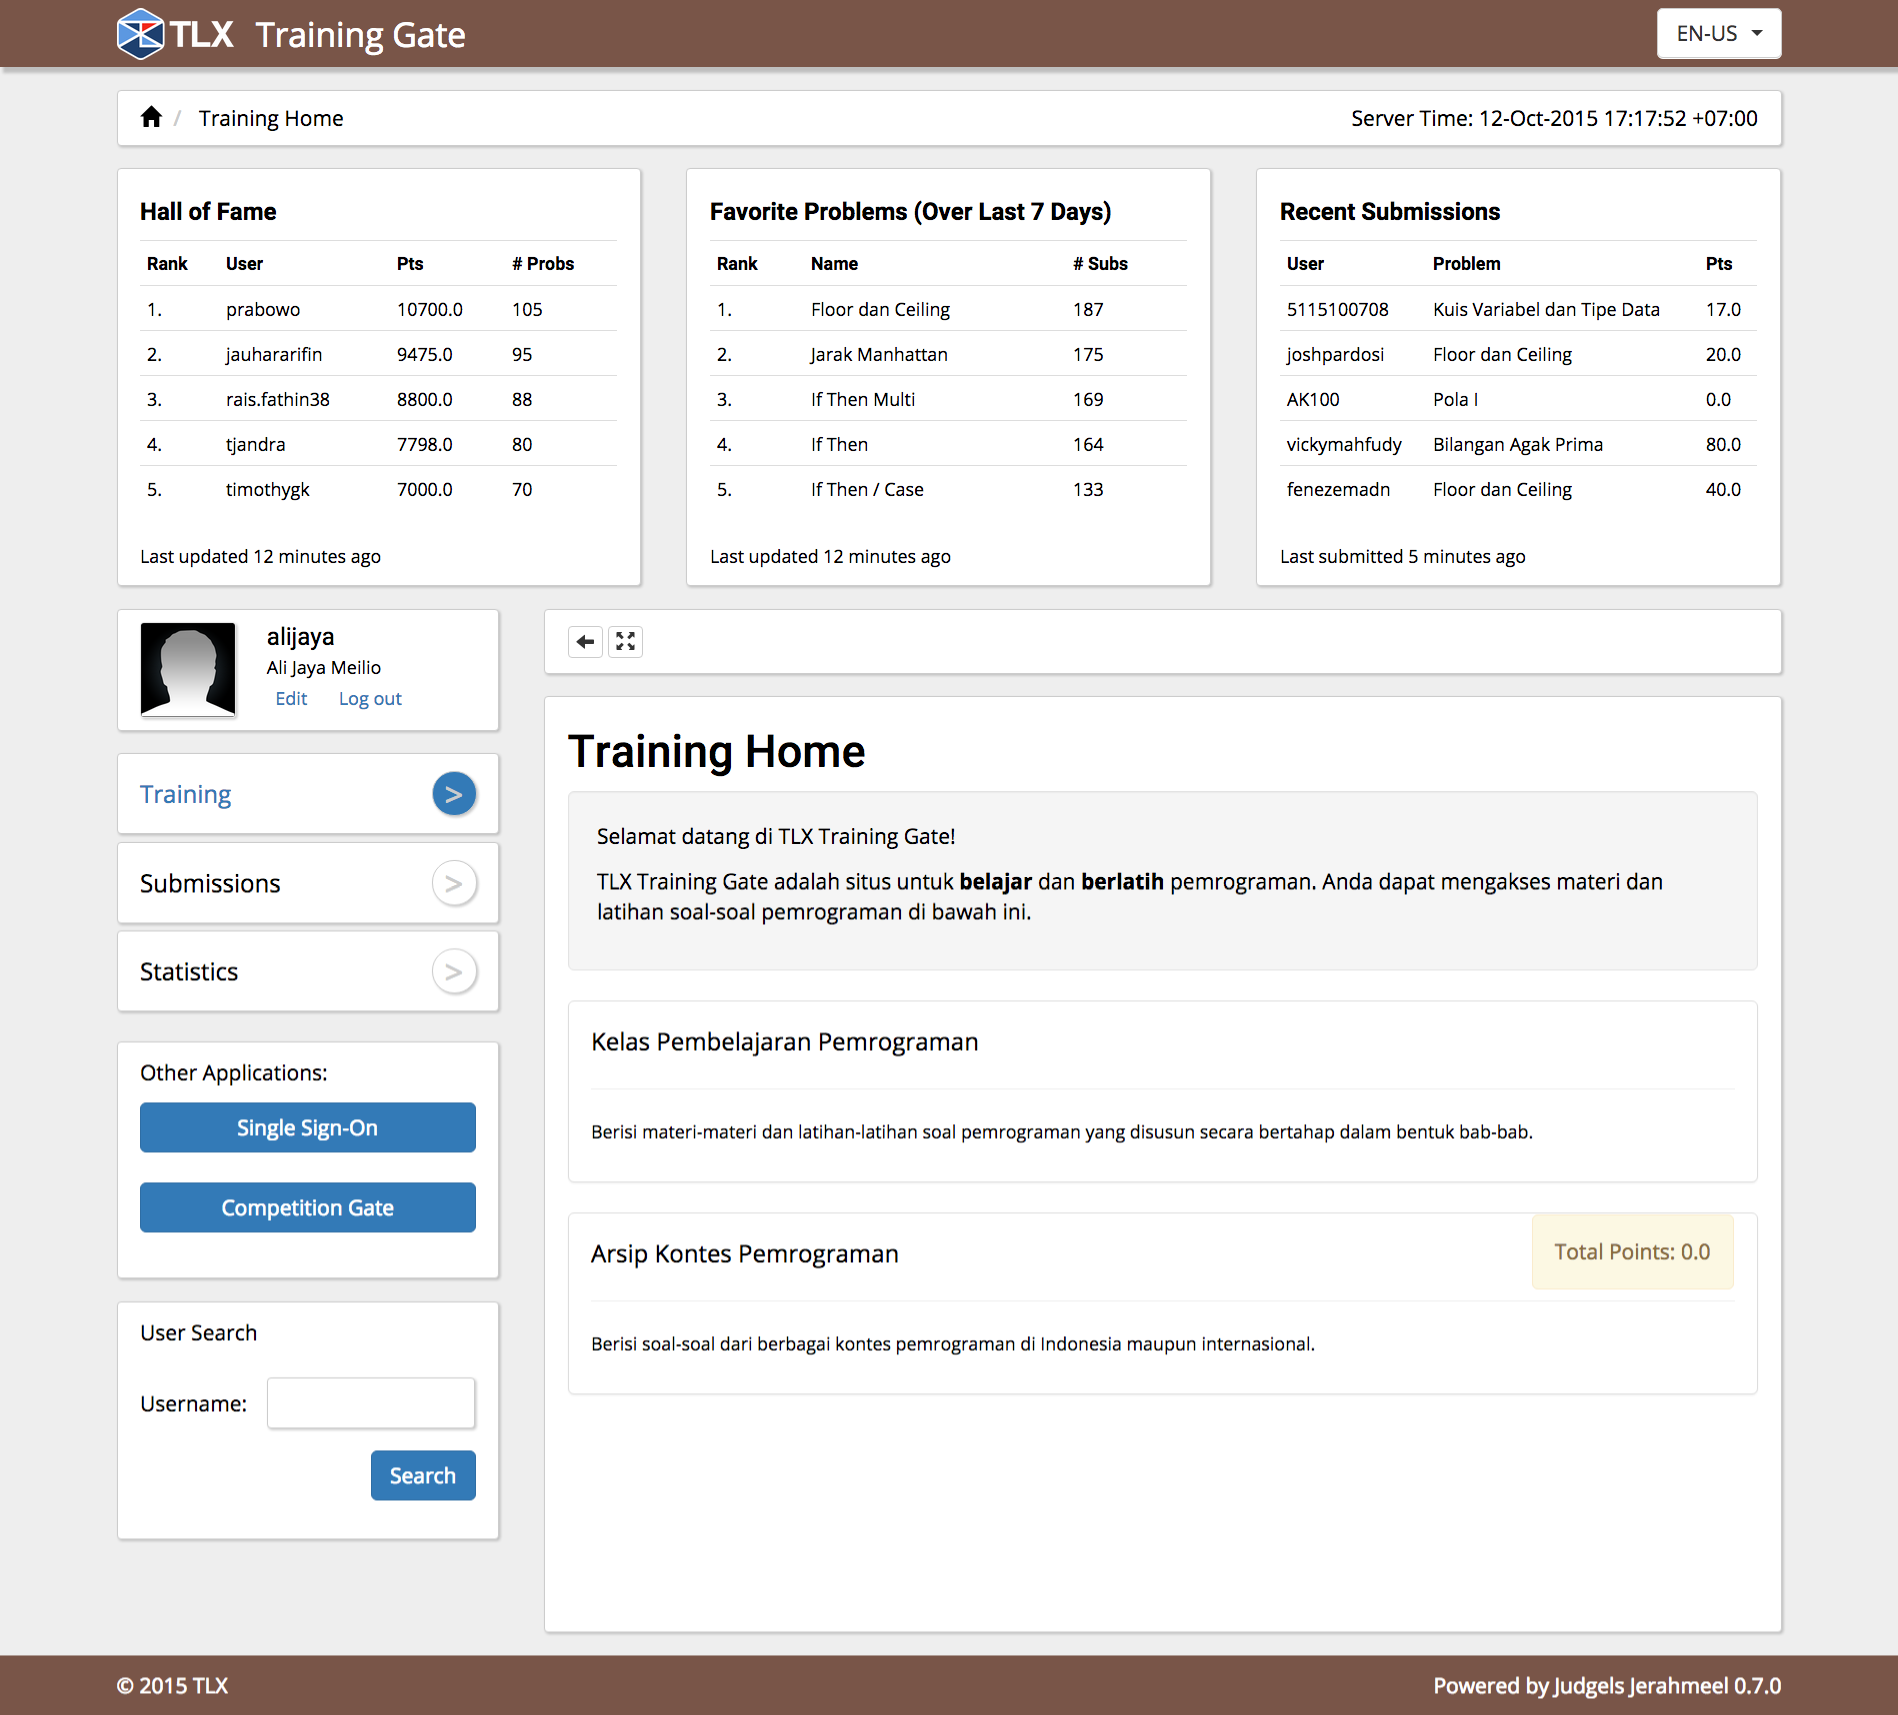 TLX Training Gate
EN-US
/ Training Home
Server Time: 12-Oct-2015 17:17:52 +07:00
Hall of Fame
Rank User Pts # Probs
1. prabowo 10700.0 105
2. jauhararifin 9475.0 95
3. rais.fathin38 8800.0 88
4. tjandra 7798.0 80
5. timothygk 7000.0 70
Last updated 12 minutes ago
Favorite Problems (Over Last 7 Days)
Rank Name # Subs
1. Floor dan Ceiling 187
2. Jarak Manhattan 175
3. If Then Multi 169
4. If Then 164
5. If Then / Case 133
Last updated 12 minutes ago
Recent Submissions
User Problem Pts
5115100708 Kuis Variabel dan Tipe Data 17.0
joshpardosi Floor dan Ceiling 20.0
AK100 Pola I 0.0
vickymahfudy Bilangan Agak Prima 80.0
fenezemadn Floor dan Ceiling 40.0
Last submitted 5 minutes ago
alijaya
Ali Jaya Meilio
Edit Log out
Training >
Submissions >
Statistics >
Other Applications:
Single Sign-On
Competition Gate
User Search
Username:
Search
Training Home
Selamat datang di TLX Training Gate!
TLX Training Gate adalah situs untuk belajar dan berlatih pemrograman. Anda dapat mengakses materi dan
latihan soal-soal pemrograman di bawah ini.
Kelas Pembelajaran Pemrograman
Berisi materi-materi dan latihan-latihan soal pemrograman yang disusun secara bertahap dalam bentuk bab-bab.
Arsip Kontes Pemrograman
Total Points: 0.0
Berisi soal-soal dari berbagai kontes pemrograman di Indonesia maupun internasional.
© 2015 TLX
Powered by Judgels Jerahmeel 0.7.0